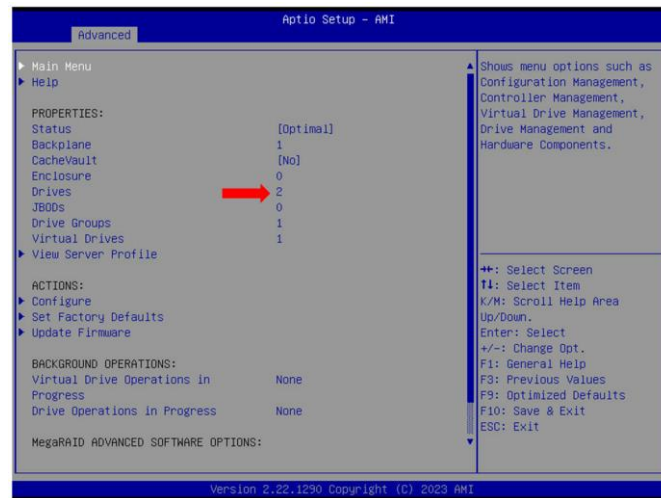 Aptio Setup - AMI
Advanced
Main Menu
Help
PROPERTIES:
Status [Optimal]
Backplane 1
CacheVault [No]
Enclosure 0
Drives 2
JBODs 0
Drive Groups 1
Virtual Drives 1
View Server Profile
ACTIONS:
Configure
Set Factory Defaults
Update Firmware
BACKGROUND OPERATIONS:
Virtual Drive Operations in None
Progress
Drive Operations in Progress None
MegaRAID ADVANCED SOFTWARE OPTIONS:
Shows menu options such as
Configuration Management,
Controller Management,
Virtual Drive Management,
Drive Management and
Hardware Components.
→←: Select Screen
↑↓: Select Item
K/M: Scroll Help Area
Up/Down.
Enter: Select
+/-: Change Opt.
F1: General Help
F3: Previous Values
F9: Optimized Defaults
F10: Save & Exit
ESC: Exit
Version 2.22.1290 Copyright (C) 2023 AMI